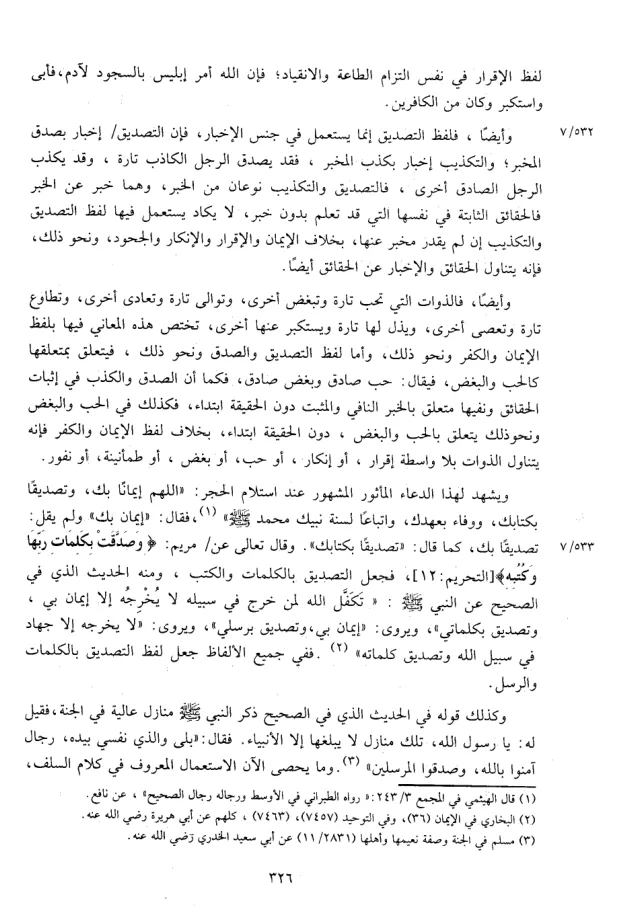 لفظ الإقرار في نفس التزام الطاعة والانقياد؛ فإن الله أمر إبليس بالسجود لآدم،فأبى
واستكبر وكان من الكافرين.
٧/٥٣٢ وأيضًا ، فلفظ التصديق إنما يستعمل في جنس الإخبار، فإن التصديق/ إخبار بصدق
المخبر؛ والتكذيب إخبار بكذب المخبر ، فقد يصدق الرجل الكاذب تارة ، وقد يكذب
الرجل الصادق أخرى ، فالتصديق والتكذيب نوعان من الخبر، وهما خبر عن الخبر
فالحقائق الثابتة في نفسها التي قد تعلم بدون خبر، لا يكاد يستعمل فيها لفظ التصديق
والتكذيب إن لم يقدر مخبر عنها، بخلاف الإيمان والإقرار والإنكار والجحود، ونحو ذلك،
فإنه يتناول الحقائق والإخبار عن الحقائق أيضًا.
وأيضًا، فالذوات التي تحب تارة وتبغض أخرى، وتوالى تارة وتعادى أخرى، وتطاوع
تارة وتعصى أخرى، ويذل لها تارة ويستكبر عنها أخرى، تختص هذه المعاني فيها بلفظ
الإيمان والكفر ونحو ذلك، وأما لفظ التصديق والصدق ونحو ذلك ، فيتعلق بمتعلقها
كالحب والبغض، فيقال: حب صادق وبغض صادق، فكما أن الصدق والكذب في إثبات
الحقائق ونفيها متعلق بالخبر النافي والمثبت دون الحقيقة ابتداء، فكذلك في الحب والبغض
ونحوذلك يتعلق بالحب والبغض ، دون الحقيقة ابتداء، بخلاف لفظ الإيمان والكفر فإنه
يتناول الذوات بلا واسطة إقرار ، أو إنكار ، أو حب، أو بغض ، أو طمأنينة، أو نفور.
ويشهد لهذا الدعاء المأثور المشهور عند استلام الحجر: «اللهم إيمانًا بك، وتصديقًا
بكتابك، ووفاء بعهدك، واتباعًا لسنة نبيك محمد ﷺ» (١)،فقال: «إيمان بك» ولم يقل:
٧/٥٣٣ تصديقًا بك، كما قال: «تصديقًا بكتابك». وقال تعالى عن/ مريم: ﴿ وَصَدَّقَتْ بِكَلِمَاتِ رَبِّهَا
وَكُتُبِهِ﴾[التحريم:١٢]، فجعل التصديق بالكلمات والكتب ، ومنه الحديث الذي في
الصحيح عن النبي ﷺ : « تَكَفَّل الله لمن خرج في سبيله لا يُخْرِجُه إلا إيمان بي ،
وتصديق بكلماتي»، ويروى: «إيمان بي،وتصديق برسلي»، ويروى: «لا يخرجه إلا جهاد
في سبيل الله وتصديق كلماته» (٢) .ففي جميع الألفاظ جعل لفظ التصديق بالكلمات
والرسل.
وكذلك قوله في الحديث الذي في الصحيح ذكر النبي ﷺ منازل عالية في الجنة،فقيل
له: يا رسول الله، تلك منازل لا يبلغها إلا الأنبياء. فقال:«بلى والذي نفسي بيده، رجال
آمنوا بالله، وصدقوا المرسلين» (٣).وما يحصى الآن الاستعمال المعروف في كلام السلف،
(١) قال الهيثمي في المجمع ٢٤٣/٣ :« رواه الطبراني في الأوسط ورجاله رجال الصحيح» ، عن نافع.
(٢) البخاري في الإيمان (٣٦)، وفي التوحيد (٧٤٥٧)، (٧٤٦٣) ، كلهم عن أبي هريرة رضي الله عنه.
(٣) مسلم في الجنة وصفة نعيمها وأهلها (١١/٢٨٣١) عن أبي سعيد الخدري رضي الله عنه.
٣٢٦